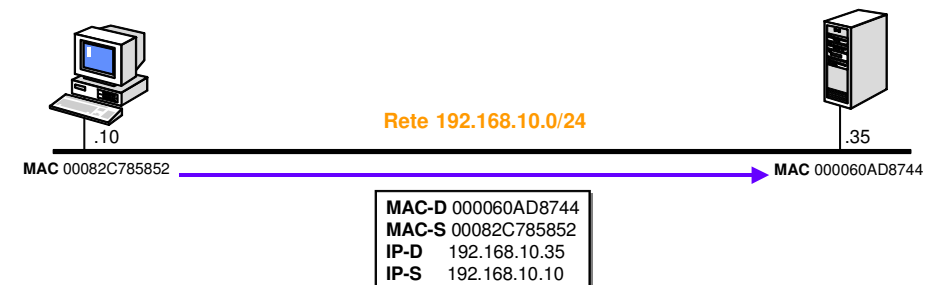 Rete 192.168.10.0/24
.10
.35
MAC 00082C785852
MAC 000060AD8744
MAC-D 000060AD8744
MAC-S 00082C785852
IP-D 192.168.10.35
IP-S 192.168.10.10